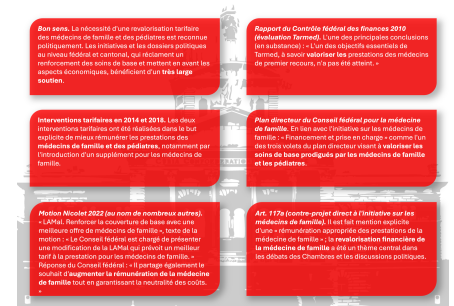 Bon sens. La nécessité d'une revalorisation tarifaire
des médecins de famille et des pédiatres est reconnue
politiquement. Les initiatives et les dossiers politiques
au niveau fédéral et cantonal, qui réclament un
renforcement des soins de base et mettent en avant les
aspects économiques, bénéficient d'un très large
soutien.
Rapport du Contrôle fédéral des finances 2010
(évaluation Tarmed). L'une des principales conclusions
(en substance) : « L'un des objectifs essentiels de
Tarmed, à savoir valoriser les prestations des médecins
de premier recours, n'a pas été atteint. »
Interventions tarifaires en 2014 et 2018. Les deux
interventions tarifaires ont été réalisées dans le but
explicite de mieux rémunérer les prestations des
médecins de famille et des pédiatres, notamment par
l'introduction d'un supplément pour les médecins de
famille.
Plan directeur du Conseil fédéral pour la médecine
de famille. En lien avec l'initiative sur les médecins de
famille : « Financement et prise en charge » comme l'un
des trois volets du plan directeur visant à valoriser les
soins de base prodigués par les médecins de famille
et les pédiatres.
Motion Nicolet 2022 (au nom de nombreux autres).
« LAMal. Renforcer la couverture de base avec une
meilleure offre de médecins de famille », texte de la
motion : « Le Conseil fédéral est chargé de présenter
une modification de la LAMal qui prévoit un meilleur
tarif à la prestation pour les médecins de famille. »
Réponse du Conseil fédéral : « Il partage également le
souhait d'augmenter la rémunération de la médecine
de famille tout en garantissant la neutralité des coûts.
»
Art. 117a (contre-projet direct à l'initiative sur les
médecins de famille). Il est fait mention explicite
d'une « rémunération appropriée des prestations de la
médecine de famille » ; la revalorisation financière de
la médecine de famille a été un thème central dans
les débats des Chambres et les discussions politiques.